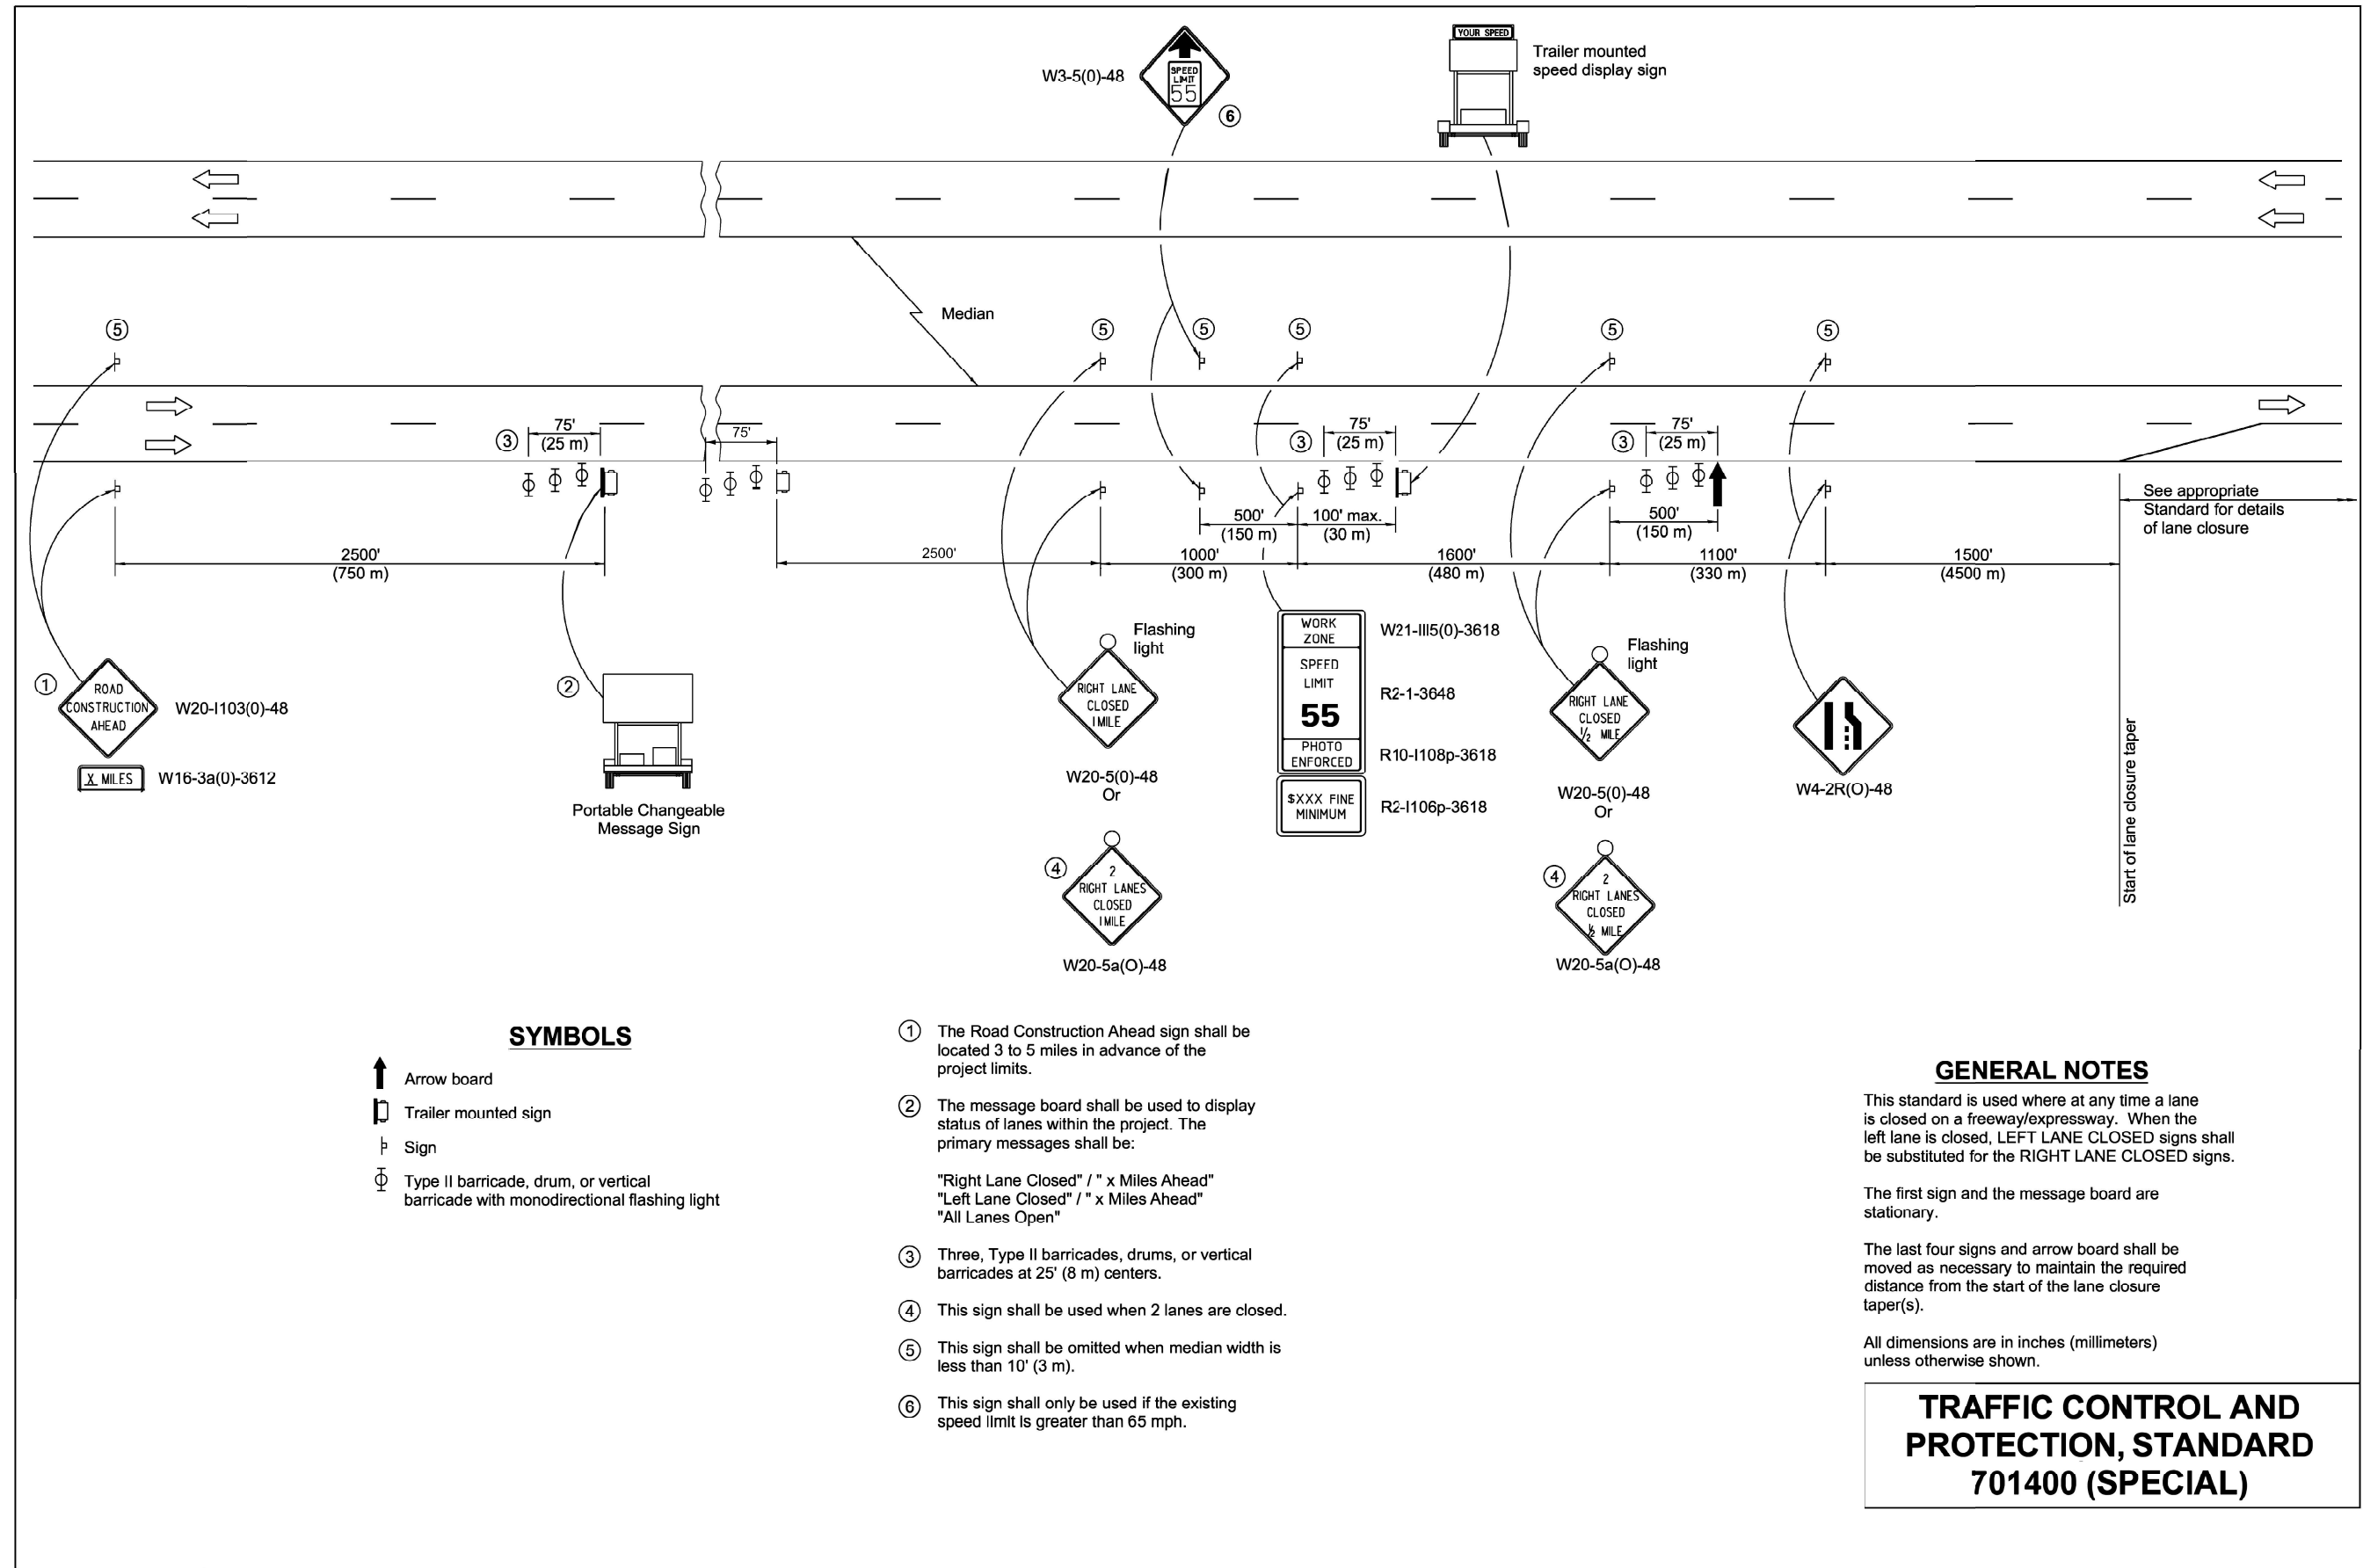 YOUR SPEED
Trailer mounted
speed display sign
W3-5(0)-48
SPEED
LIMIT
55
6
Median
5
5
5
5
5
5
3
75'
(25 m)
75'
3
75'
(25 m)
3
75'
(25 m)
500'
(150 m)
100' max.
(30 m)
500'
(150 m)
See appropriate
Standard for details
of lane closure
2500'
(750 m)
2500'
1000'
(300 m)
1600'
(480 m)
1100'
(330 m)
1500'
(4500 m)
1
ROAD
CONSTRUCTION
AHEAD
W20-I103(0)-48
X MILES
W16-3a(0)-3612
2
Portable Changeable
Message Sign
Flashing
light
RIGHT LANE
CLOSED
1 MILE
W20-5(0)-48
Or
4
2
RIGHT LANES
CLOSED
1 MILE
W20-5a(O)-48
WORK
ZONE
W21-III5(0)-3618
SPEED
LIMIT
55
R2-1-3648
PHOTO
ENFORCED
R10-I108p-3618
$XXX FINE
MINIMUM
R2-I106p-3618
Flashing
light
RIGHT LANE
CLOSED
1/2 MILE
W20-5(0)-48
Or
4
2
RIGHT LANES
CLOSED
1/2 MILE
W20-5a(O)-48
W4-2R(O)-48
Start of lane closure taper
SYMBOLS
Arrow board
Trailer mounted sign
Sign
Type II barricade, drum, or vertical
barricade with monodirectional flashing light
1 The Road Construction Ahead sign shall be
located 3 to 5 miles in advance of the
project limits.
2 The message board shall be used to display
status of lanes within the project. The
primary messages shall be:
"Right Lane Closed" / " x Miles Ahead"
"Left Lane Closed" / " x Miles Ahead"
"All Lanes Open"
3 Three, Type II barricades, drums, or vertical
barricades at 25' (8 m) centers.
4 This sign shall be used when 2 lanes are closed.
5 This sign shall be omitted when median width is
less than 10' (3 m).
6 This sign shall only be used if the existing
speed limit is greater than 65 mph.
GENERAL NOTES
This standard is used where at any time a lane
is closed on a freeway/expressway. When the
left lane is closed, LEFT LANE CLOSED signs shall
be substituted for the RIGHT LANE CLOSED signs.
The first sign and the message board are
stationary.
The last four signs and arrow board shall be
moved as necessary to maintain the required
distance from the start of the lane closure
taper(s).
All dimensions are in inches (millimeters)
unless otherwise shown.
TRAFFIC CONTROL AND
PROTECTION, STANDARD
701400 (SPECIAL)